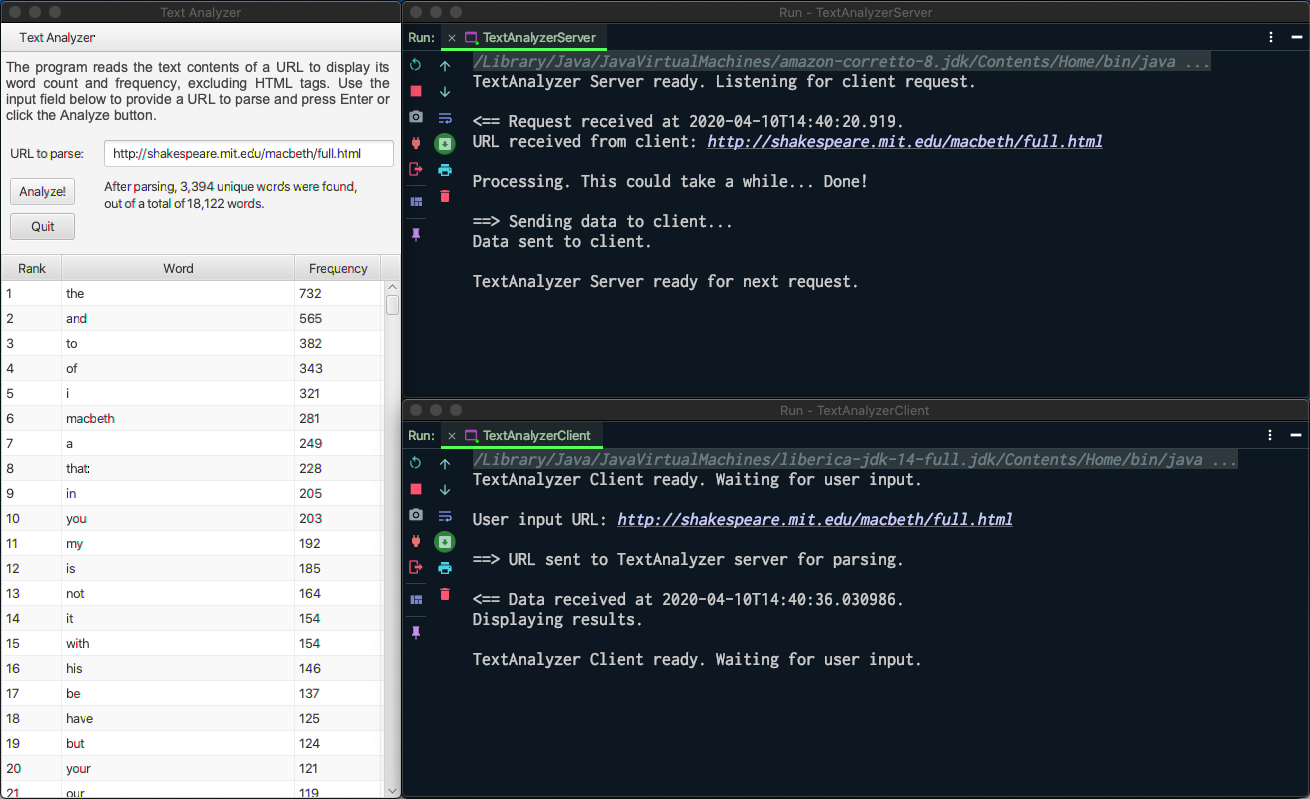 Text Analyzer
Text Analyzer
The program reads the text contents of a URL to display its
word count and frequency, excluding HTML tags. Use the
input field below to provide a URL to parse and press Enter or
click the Analyze button.
URL to parse:
http://shakespeare.mit.edu/macbeth/full.html
Analyze!
After parsing, 3,394 unique words were found,
out of a total of 18,122 words.
Quit
Rank Word Frequency
1 the 732
2 and 565
3 to 382
4 of 343
5 i 321
6 macbeth 281
7 a 249
8 that 228
9 in 205
10 you 203
11 my 192
12 is 185
13 not 164
14 it 154
15 with 154
16 his 146
17 be 137
18 have 125
19 but 124
20 your 121
21 our 119
Run - TextAnalyzerServer
Run: TextAnalyzerServer
/Library/Java/JavaVirtualMachines/amazon-corretto-8.jdk/Contents/Home/bin/java ...
TextAnalyzer Server ready. Listening for client request.
<== Request received at 2020-04-10T14:40:20.919.
URL received from client: http://shakespeare.mit.edu/macbeth/full.html
Processing. This could take a while... Done!
==> Sending data to client...
Data sent to client.
TextAnalyzer Server ready for next request.
Run - TextAnalyzerClient
Run: TextAnalyzerClient
/Library/Java/JavaVirtualMachines/liberica-jdk-14-full.jdk/Contents/Home/bin/java ...
TextAnalyzer Client ready. Waiting for user input.
User input URL: http://shakespeare.mit.edu/macbeth/full.html
==> URL sent to TextAnalyzer server for parsing.
<== Data received at 2020-04-10T14:40:36.030986.
Displaying results.
TextAnalyzer Client ready. Waiting for user input.